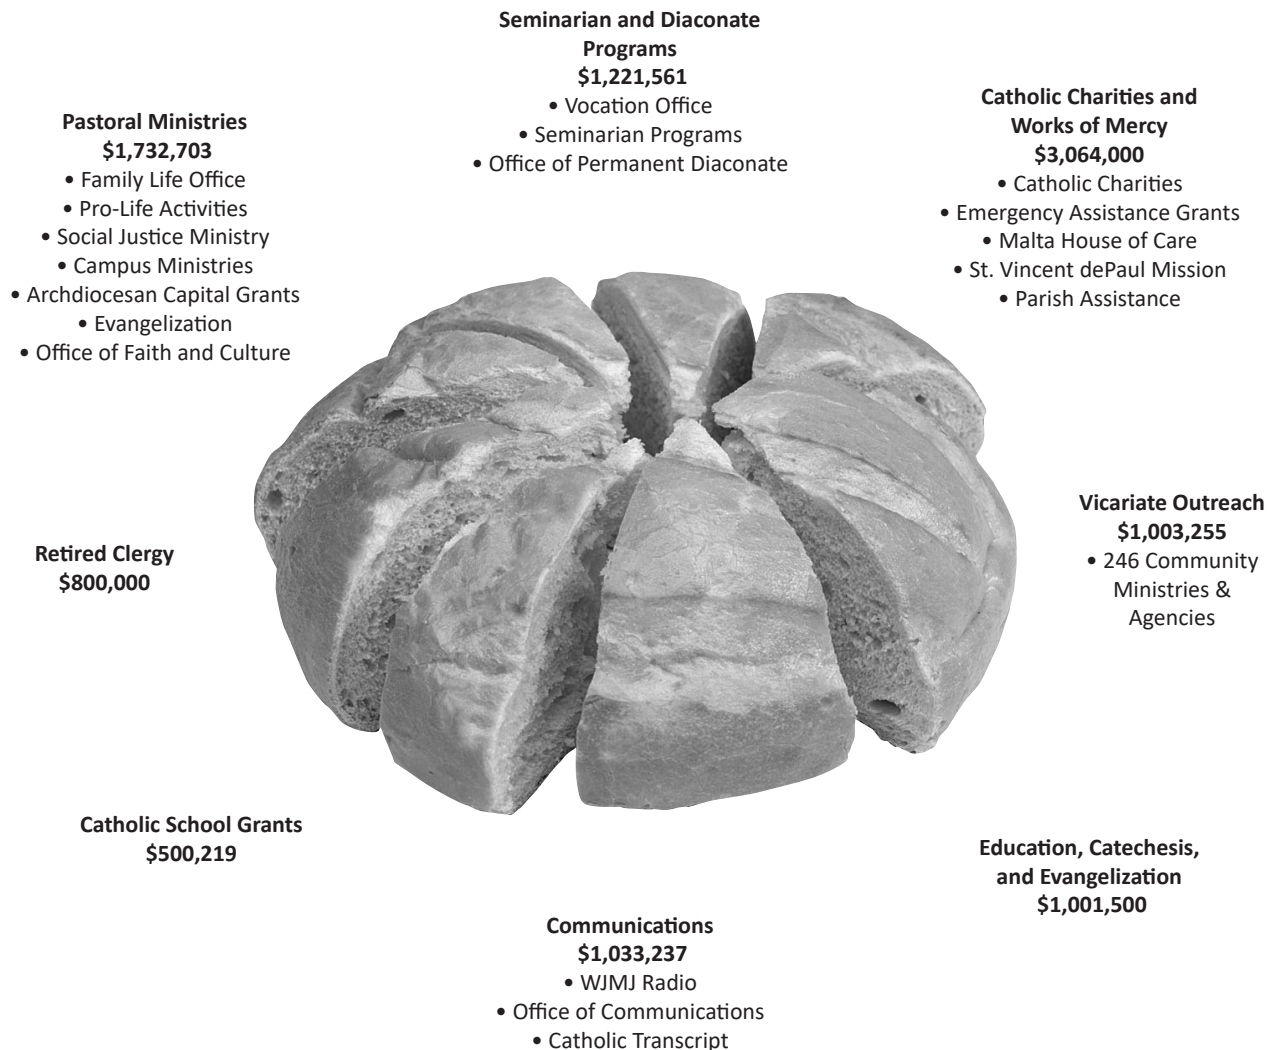 Seminarian and Diaconate
Programs
$1,221,561
• Vocation Office
• Seminarian Programs
• Office of Permanent Diaconate
Catholic Charities and
Works of Mercy
$3,064,000
• Catholic Charities
• Emergency Assistance Grants
• Malta House of Care
• St. Vincent dePaul Mission
• Parish Assistance
Pastoral Ministries
$1,732,703
• Family Life Office
• Pro-Life Activities
• Social Justice Ministry
• Campus Ministries
• Archdiocesan Capital Grants
• Evangelization
• Office of Faith and Culture
Vicariate Outreach
$1,003,255
• 246 Community
Ministries &
Agencies
Retired Clergy
$800,000
Catholic School Grants
$500,219
Education, Catechesis,
and Evangelization
$1,001,500
Communications
$1,033,237
• WJMJ Radio
• Office of Communications
• Catholic Transcript